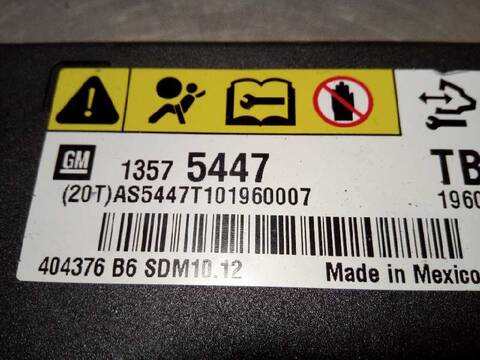 GM 1357 5447 TB
(20T)AS5447T101960007 1960
404376 B6 SDM10.12 Made in Mexico